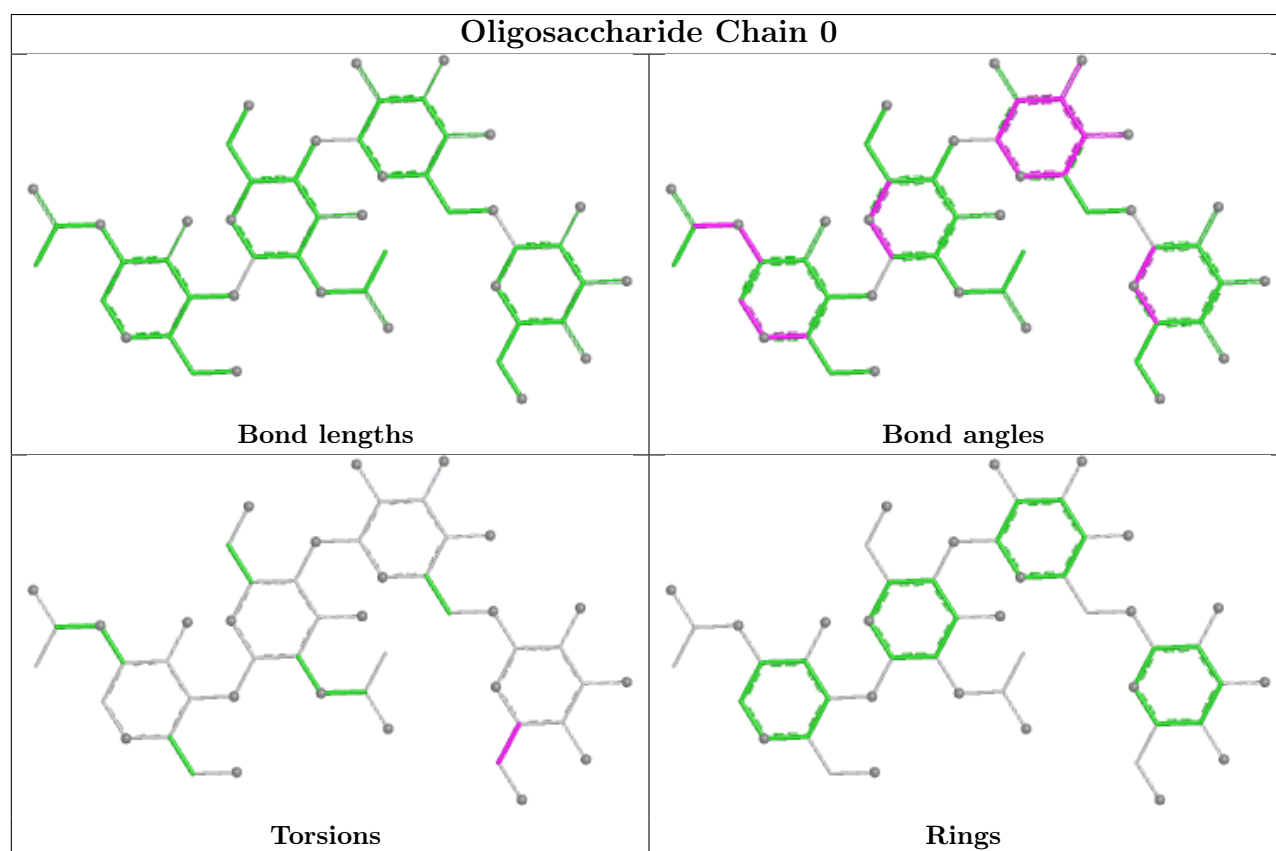 Oligosaccharide Chain 0
Bond lengths
Bond angles
Torsions
Rings